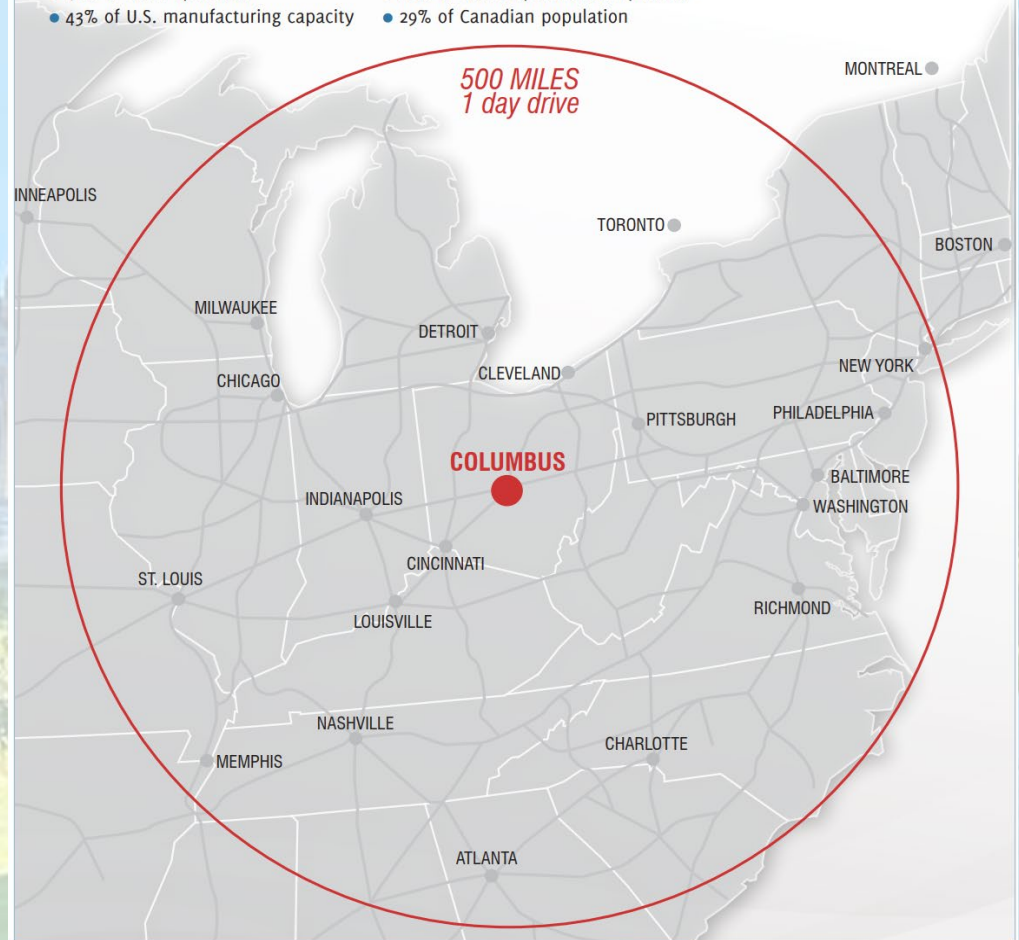 43% of U.S. manufacturing capacity
29% of Canadian population
500 MILES
1 day drive
MONTREAL
INNEAPOLIS
TORONTO
BOSTON
MILWAUKEE
DETROIT
CHICAGO
CLEVELAND
NEW YORK
PITTSBURGH
PHILADELPHIA
COLUMBUS
BALTIMORE
INDIANAPOLIS
WASHINGTON
CINCINNATI
ST. LOUIS
LOUISVILLE
RICHMOND
NASHVILLE
CHARLOTTE
MEMPHIS
ATLANTA